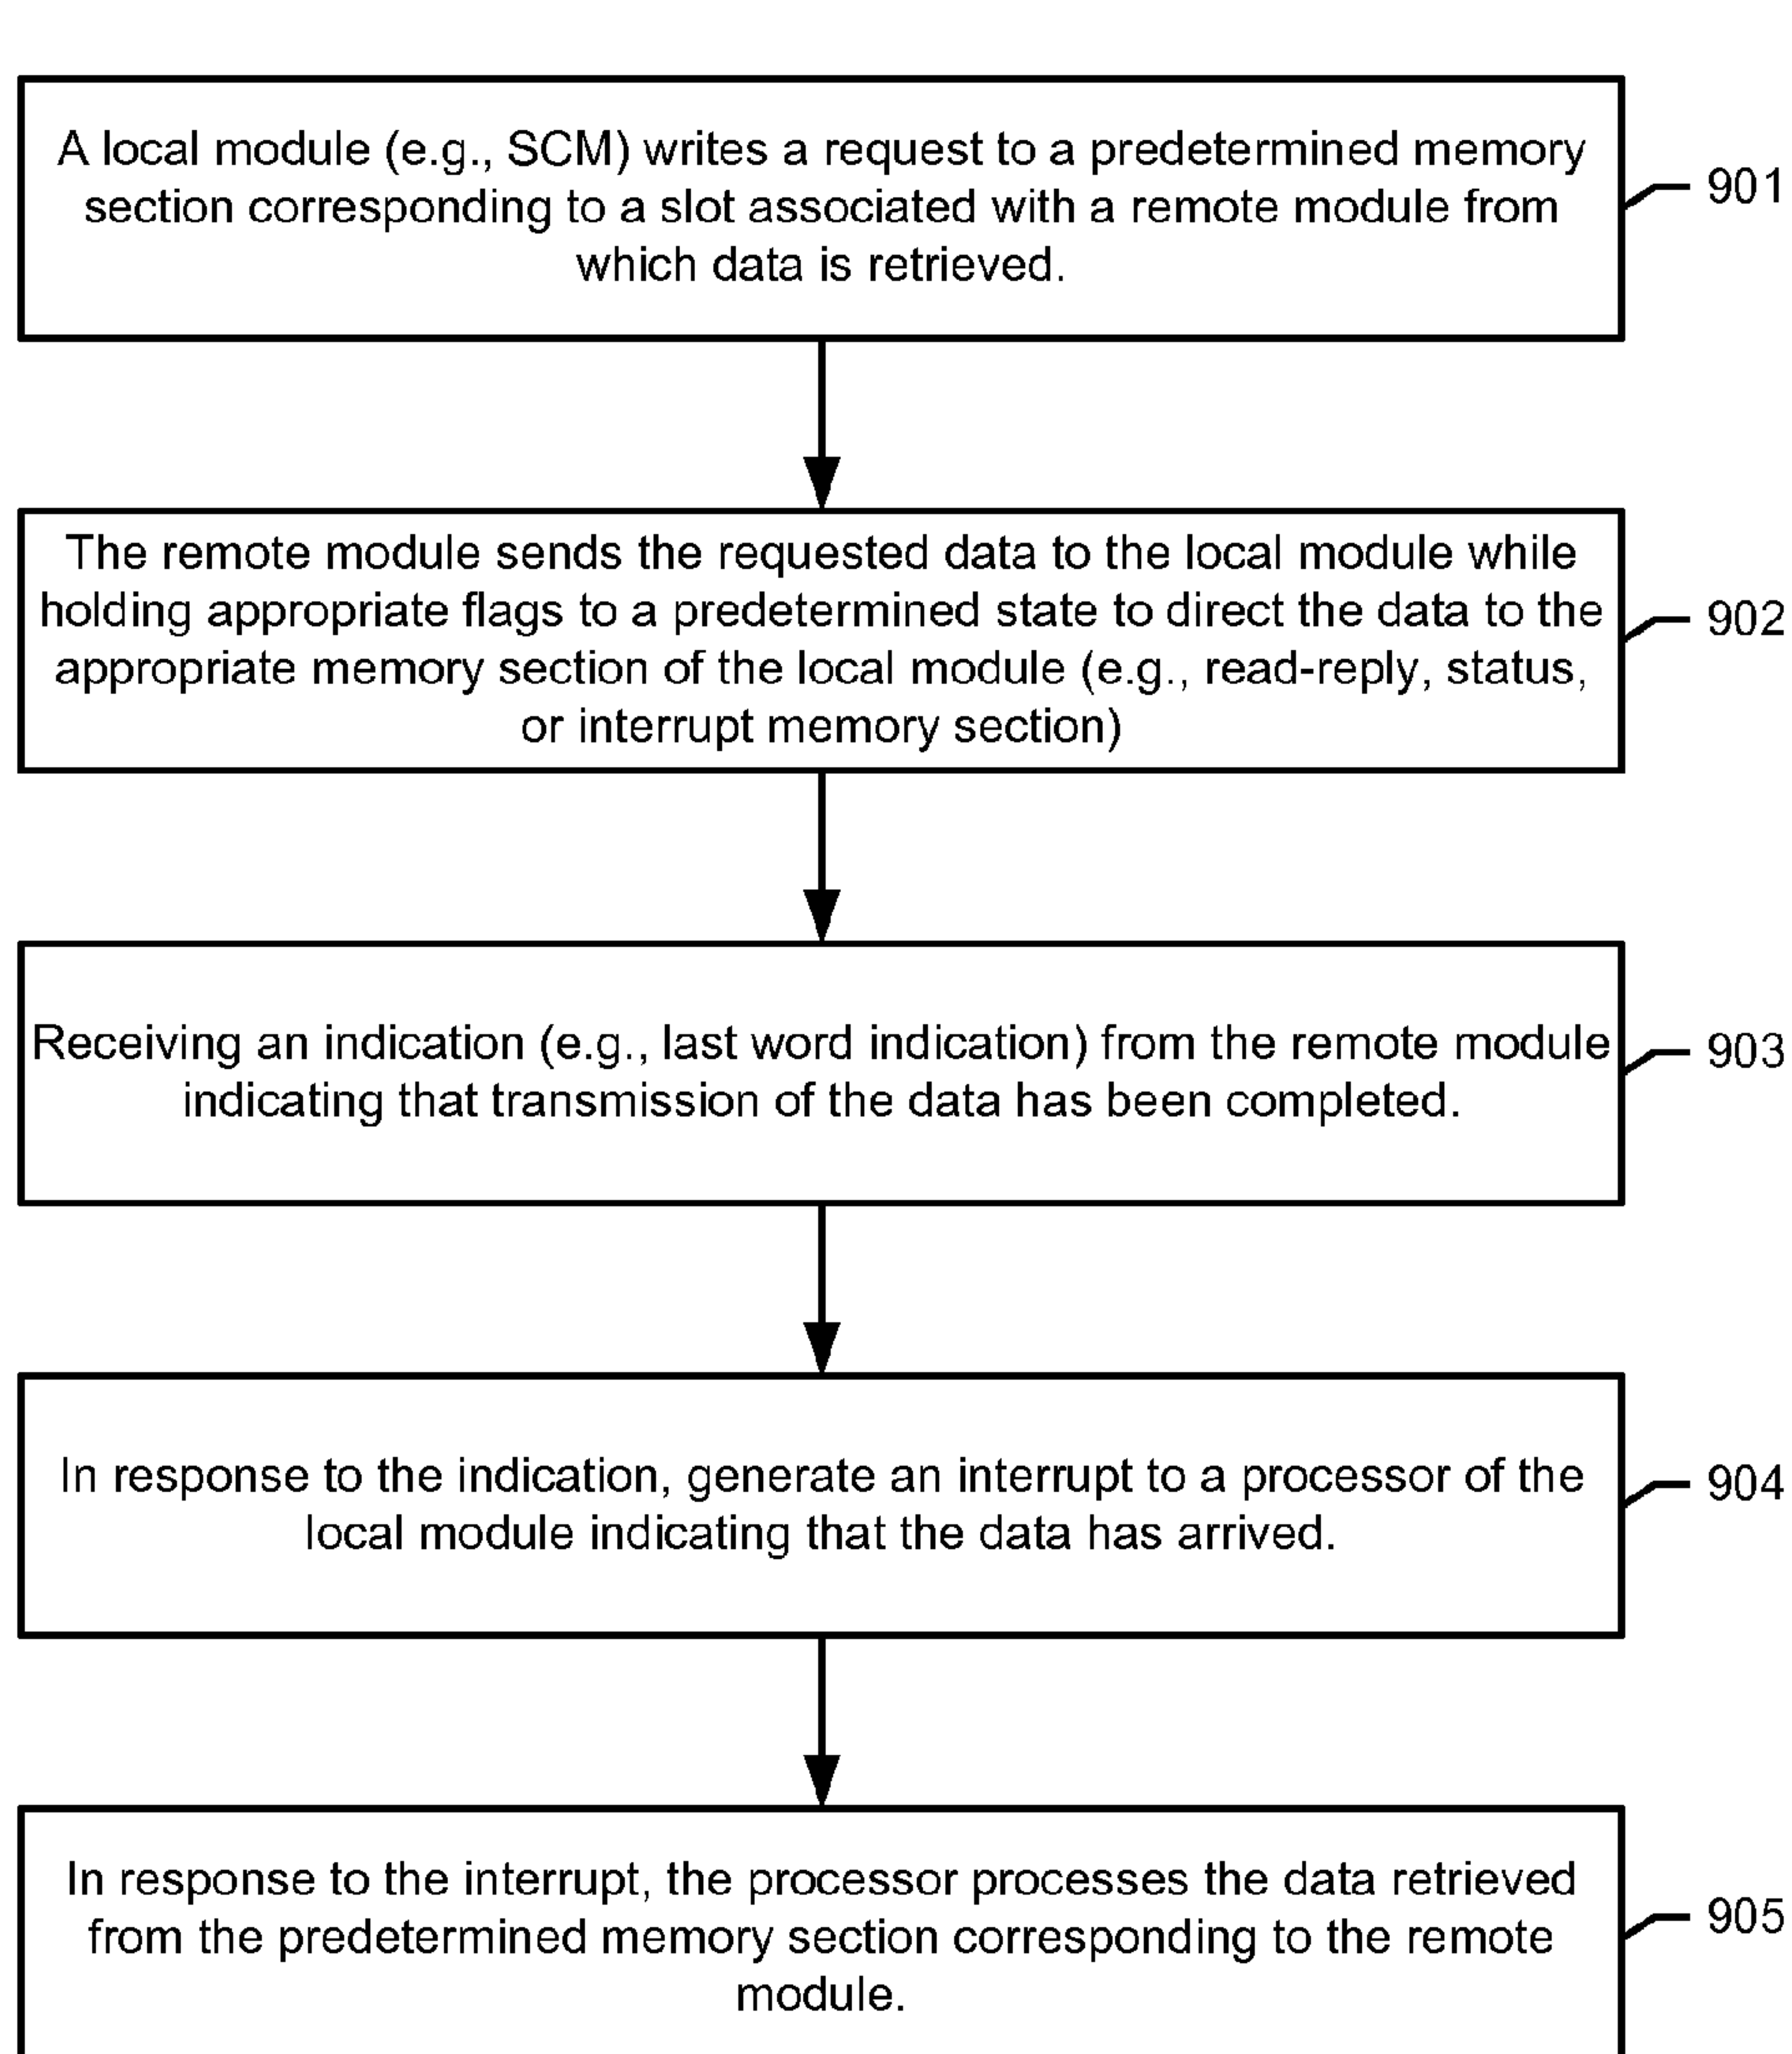 A local module (e.g., SCM) writes a request to a predetermined memory
section corresponding to a slot associated with a remote module from
which data is retrieved.
901
The remote module sends the requested data to the local module while
holding appropriate flags to a predetermined state to direct the data to the
appropriate memory section of the local module (e.g., read-reply, status,
or interrupt memory section)
902
Receiving an indication (e.g., last word indication) from the remote module
indicating that transmission of the data has been completed.
903
In response to the indication, generate an interrupt to a processor of the
local module indicating that the data has arrived.
904
In response to the interrupt, the processor processes the data retrieved
from the predetermined memory section corresponding to the remote
module.
905